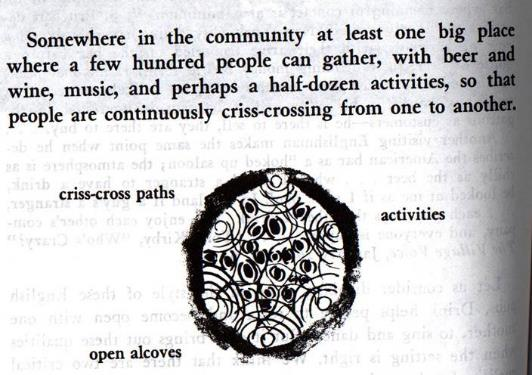 Somewhere in the community at least one big place
where a few hundred people can gather, with beer and
wine, music, and perhaps a half-dozen activities, so that
people are continuously criss-crossing from one to another.
criss-cross paths
activities
open alcoves